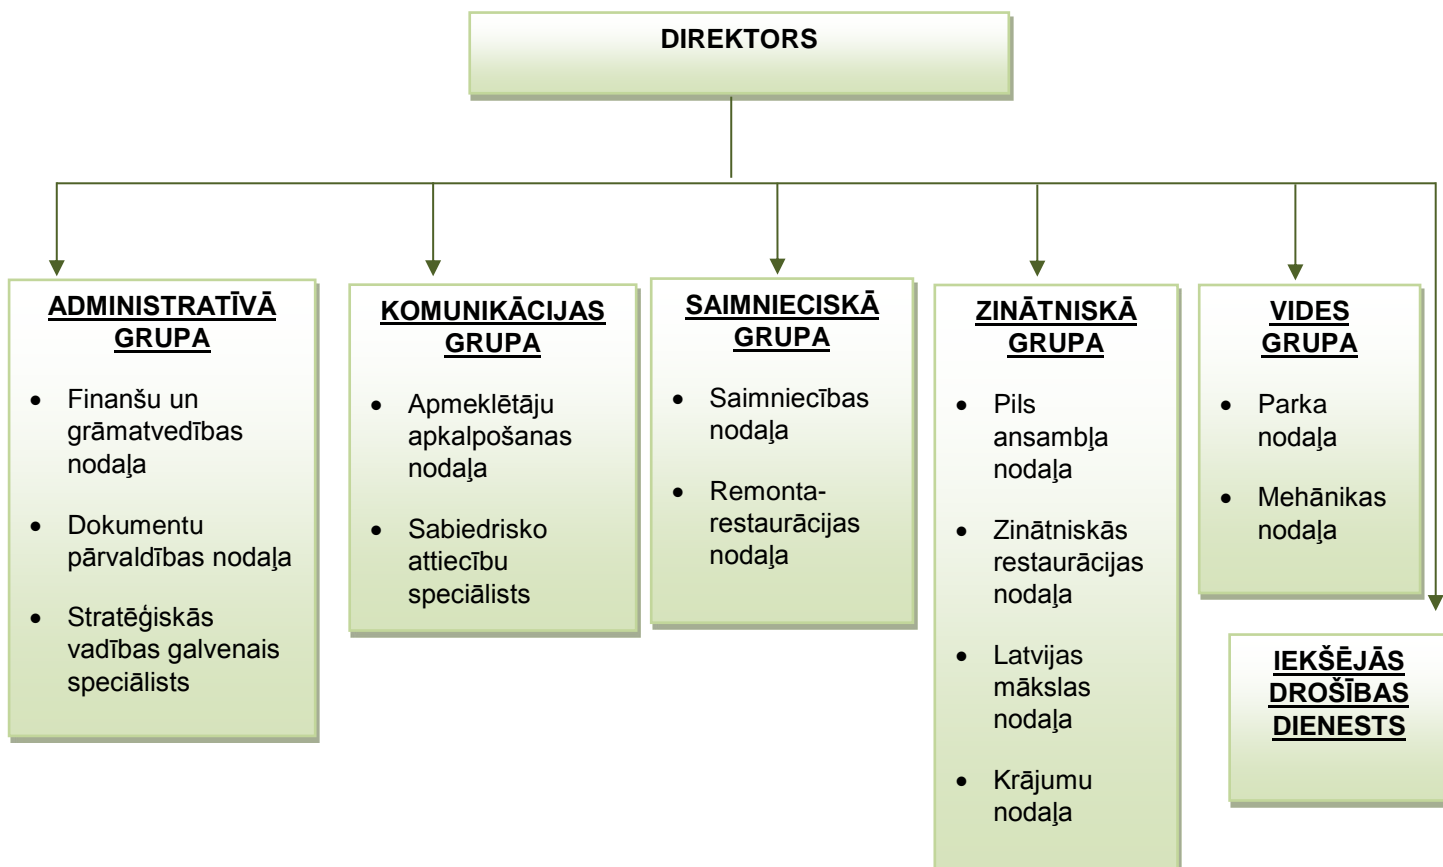 DIREKTORS
ADMINISTRATĪVĀ
GRUPA
• Finanšu un
grāmatvedības
nodaļa
• Dokumentu
pārvaldības nodaļa
• Stratēģiskās
vadības galvenais
speciālists
KOMUNIKĀCIJAS
GRUPA
• Apmeklētāju
apkalpošanas
nodaļa
• Sabiedrisko
attiecību
speciālists
SAIMNIECISKĀ
GRUPA
• Saimniecības
nodaļa
• Remonta-
restaurācijas
nodaļa
ZINĀTNISKĀ
GRUPA
• Pils
ansambļa
nodaļa
• Zinātniskās
restaurācijas
nodaļa
• Latvijas
mākslas
nodaļa
• Krājumu
nodaļa
VIDES
GRUPA
• Parka
nodaļa
• Mehānikas
nodaļa
IEKŠĒJĀS
DROŠĪBAS
DIENESTS